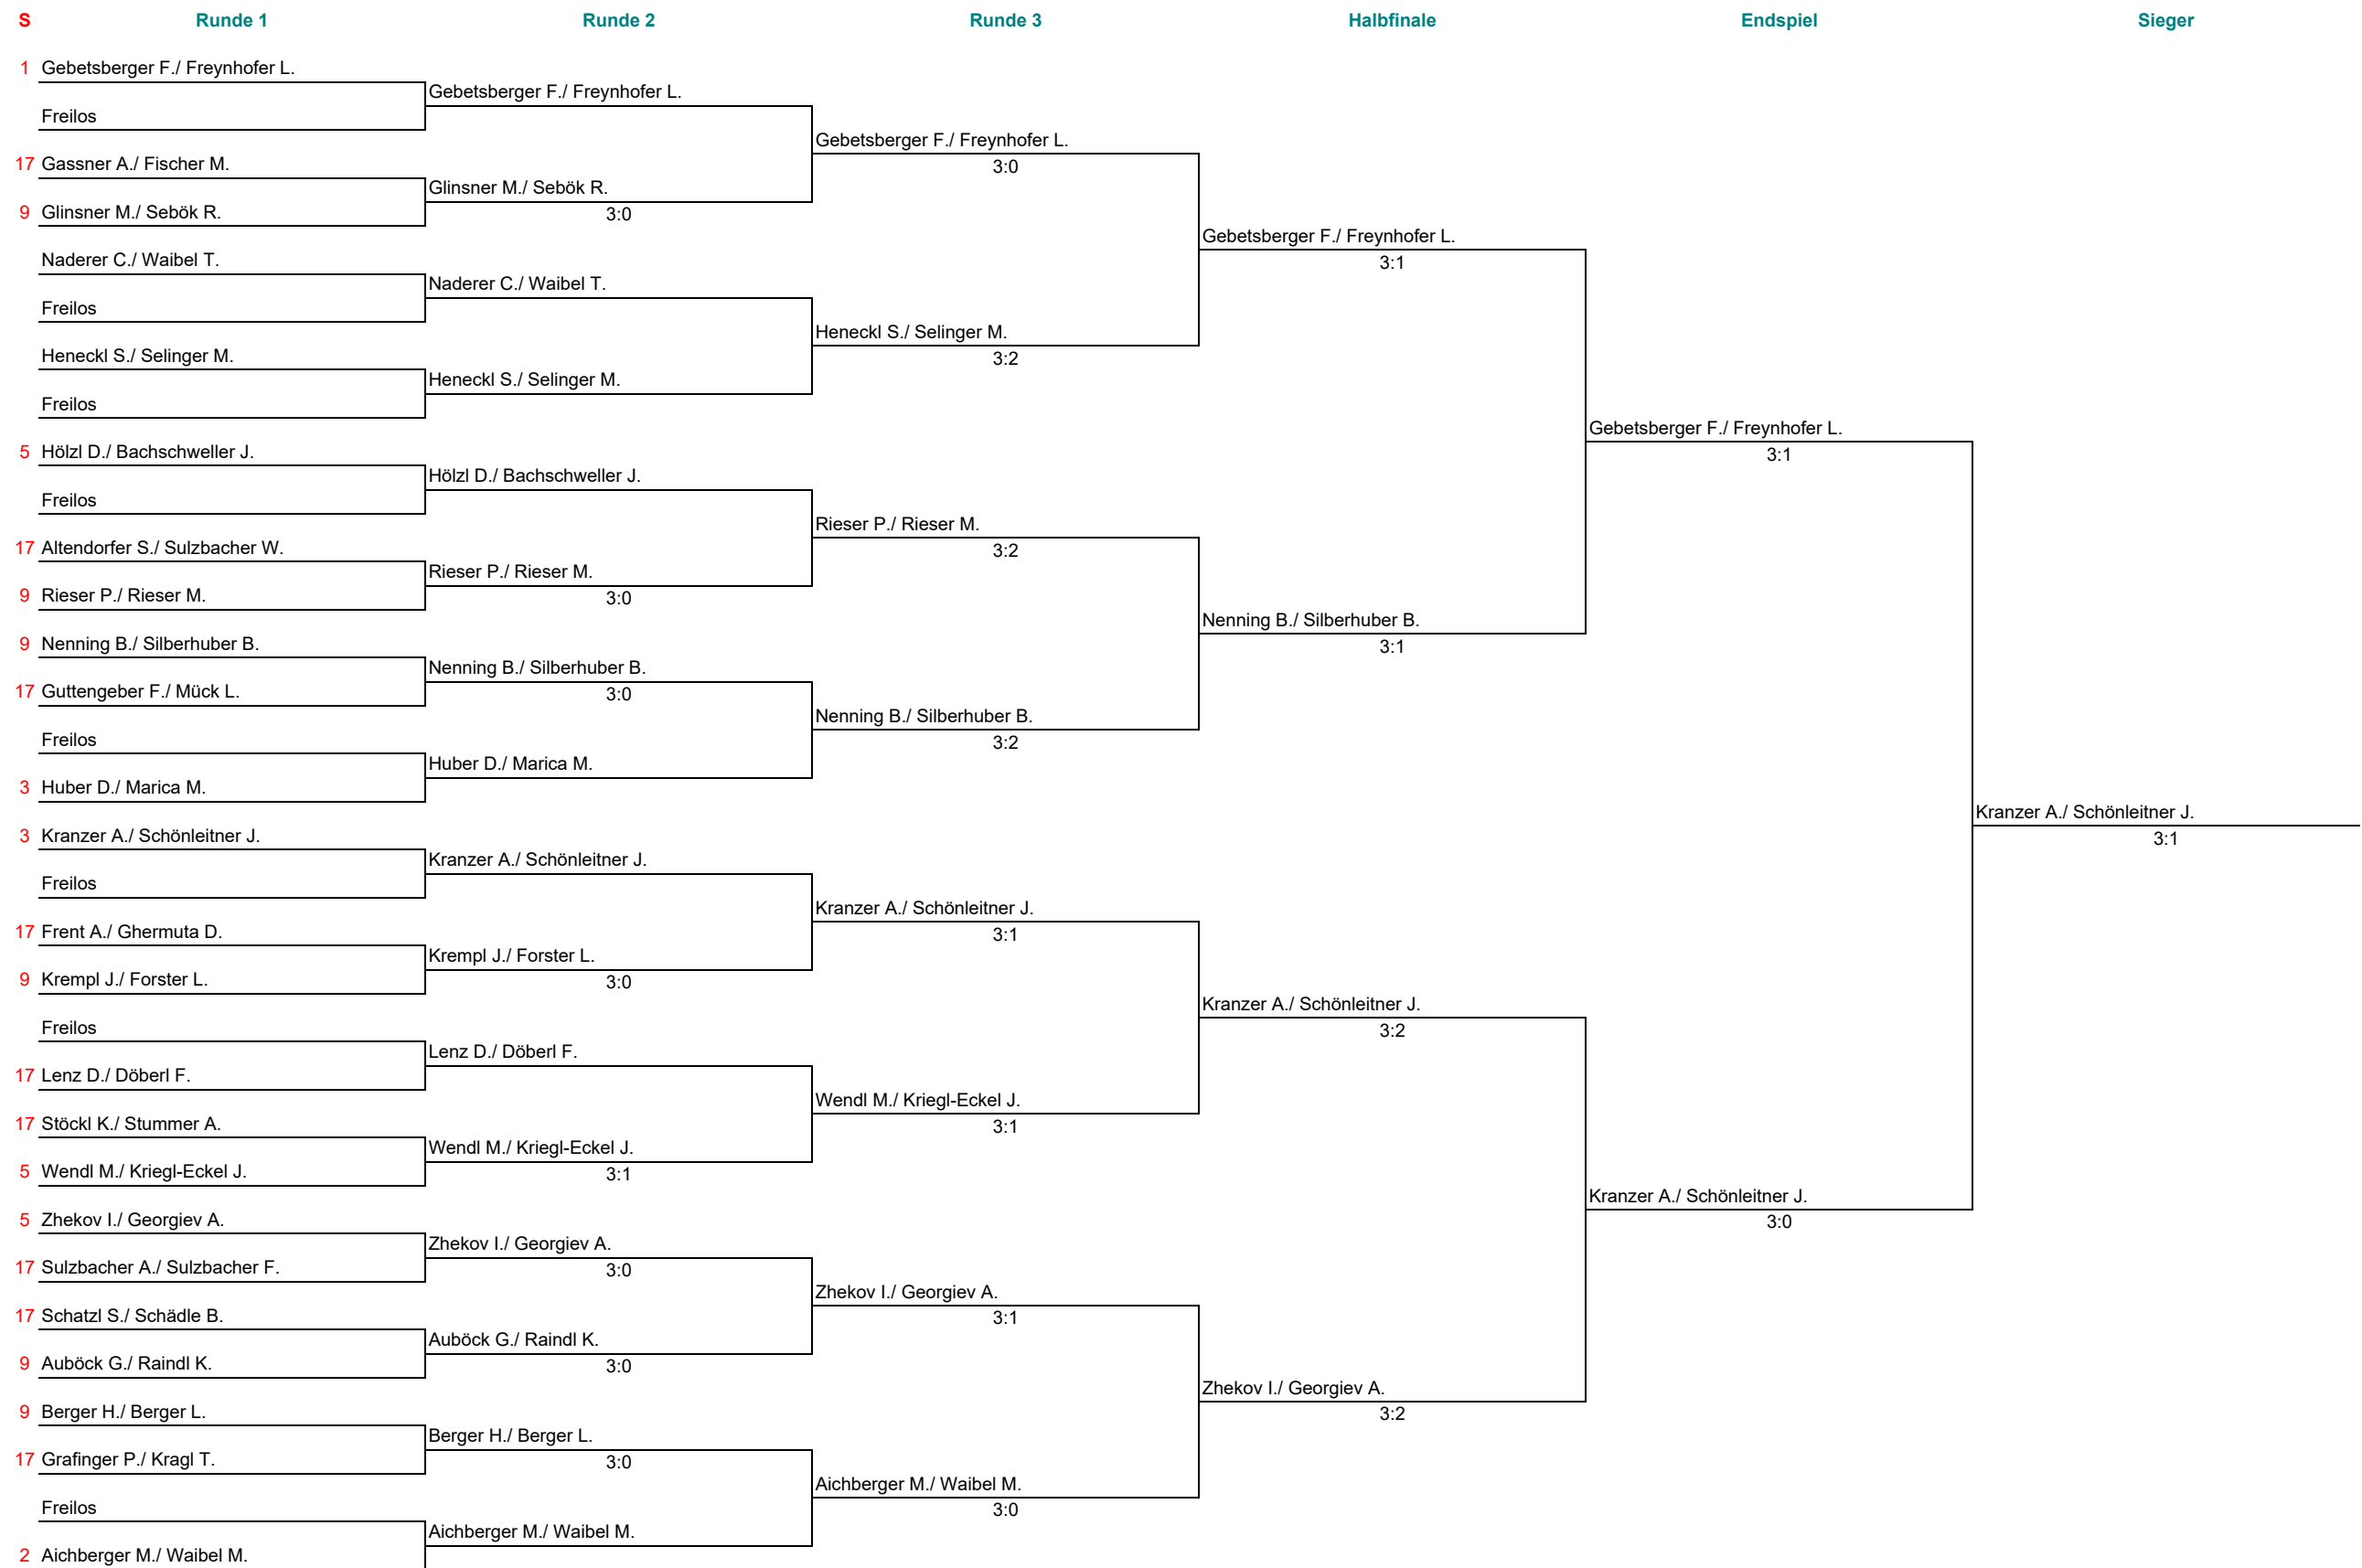 S Runde 1 Runde 2 Runde 3 Halbfinale Endspiel Sieger
1 Gebetsberger F./ Freynhofer L.
Gebetsberger F./ Freynhofer L.
Freilos
Gebetsberger F./ Freynhofer L.
17 Gassner A./ Fischer M.
3:0
Glinsner M./ Sebök R.
9 Glinsner M./ Sebök R.
3:0
Gebetsberger F./ Freynhofer L.
Naderer C./ Waibel T.
3:1
Naderer C./ Waibel T.
Freilos
Heneckl S./ Selinger M.
Heneckl S./ Selinger M.
3:2
Heneckl S./ Selinger M.
Freilos
Gebetsberger F./ Freynhofer L.
5 Hölzl D./ Bachschweller J.
3:1
Hölzl D./ Bachschweller J.
Freilos
Rieser P./ Rieser M.
17 Altendorfer S./ Sulzbacher W.
3:2
Rieser P./ Rieser M.
9 Rieser P./ Rieser M.
3:0
Nenning B./ Silberhuber B.
9 Nenning B./ Silberhuber B.
3:1
Nenning B./ Silberhuber B.
17 Guttengeber F./ Mück L.
3:0
Nenning B./ Silberhuber B.
Freilos
3:2
Huber D./ Marica M.
3 Huber D./ Marica M.
Kranzer A./ Schönleitner J.
3 Kranzer A./ Schönleitner J.
3:1
Kranzer A./ Schönleitner J.
Freilos
Kranzer A./ Schönleitner J.
17 Frent A./ Ghermuta D.
3:1
Krempl J./ Forster L.
9 Krempl J./ Forster L.
3:0
Kranzer A./ Schönleitner J.
Freilos
3:2
Lenz D./ Döberl F.
17 Lenz D./ Döberl F.
Wendl M./ Kriegl-Eckel J.
17 Stöckl K./ Stummer A.
3:1
Wendl M./ Kriegl-Eckel J.
5 Wendl M./ Kriegl-Eckel J.
3:1
Kranzer A./ Schönleitner J.
5 Zhekov I./ Georgiev A.
3:0
Zhekov I./ Georgiev A.
17 Sulzbacher A./ Sulzbacher F.
3:0
Zhekov I./ Georgiev A.
17 Schatzl S./ Schädle B.
3:1
Auböck G./ Raindl K.
9 Auböck G./ Raindl K.
3:0
Zhekov I./ Georgiev A.
9 Berger H./ Berger L.
3:2
Berger H./ Berger L.
17 Grafinger P./ Kragl T.
3:0
Aichberger M./ Waibel M.
Freilos
3:0
Aichberger M./ Waibel M.
2 Aichberger M./ Waibel M.